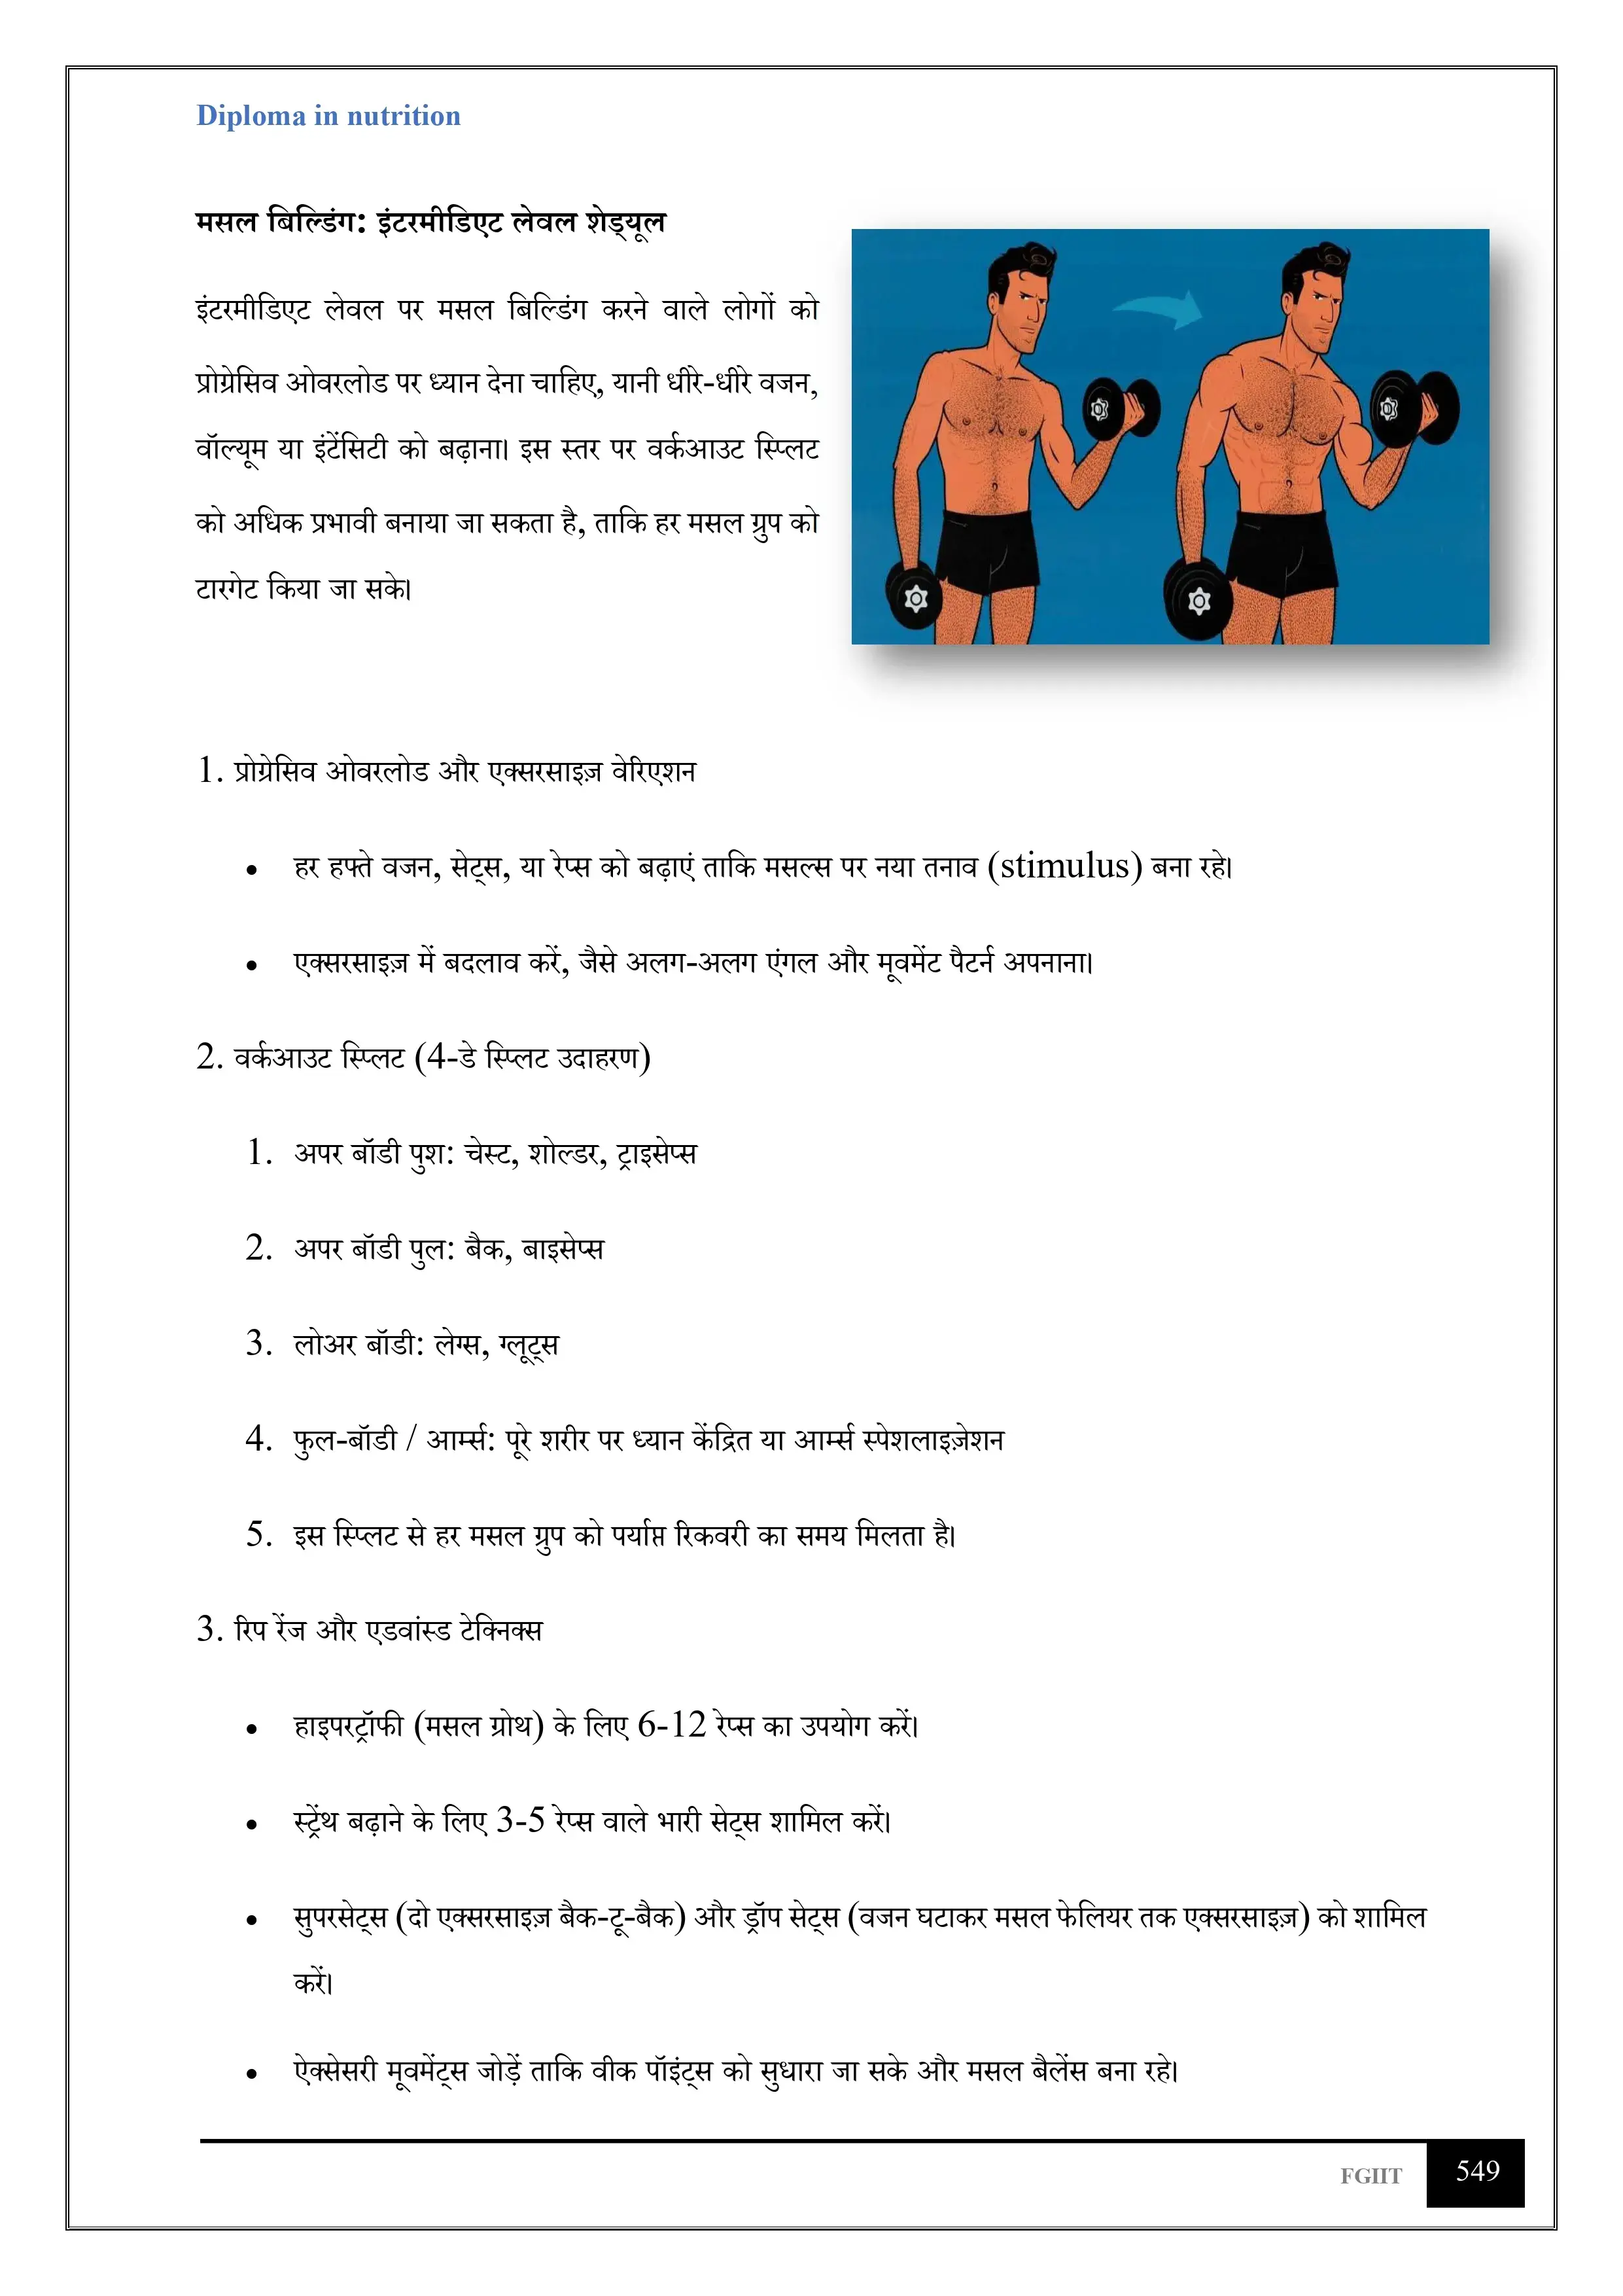 Diploma in nutrition
मसल बिल्डिंग: इंटरमीडिएट लेवल शेड्यूल
इंटरमीडिएट लेवल पर मसल बिल्डिंग करने वाले लोगों को
प्रोग्रेसिव ओवरलोड पर ध्यान देना चाहिए, यानी धीरे-धीरे वजन,
वॉल्यूम या इंटेंसिटी को बढ़ाना। इस स्तर पर वर्कआउट स्प्लिट
को अधिक प्रभावी बनाया जा सकता है, ताकि हर मसल ग्रुप को
टारगेट किया जा सके।
1. प्रोग्रेसिव ओवरलोड और एक्सरसाइज़ वेरिएशन
• हर हफ्ते वजन, सेट्स, या रेप्स को बढ़ाएं ताकि मसल्स पर नया तनाव (stimulus) बना रहे।
• एक्सरसाइज़ में बदलाव करें, जैसे अलग-अलग एंगल और मूवमेंट पैटर्न अपनाना।
2. वर्कआउट स्प्लिट (4-डे स्प्लिट उदाहरण)
1. अपर बॉडी पुश: चेस्ट, शोल्डर, ट्राइसेप्स
2. अपर बॉडी पुल: बैक, बाइसेप्स
3. लोअर बॉडी: लेग्स, ग्लूट्स
4. फुल-बॉडी / आर्म्स: पूरे शरीर पर ध्यान केंद्रित या आर्म्स स्पेशलाइज़ेशन
5. इस स्प्लिट से हर मसल ग्रुप को पर्याप्त रिकवरी का समय मिलता है।
3. रिप रेंज और एडवांस्ड टेक्निक्स
• हाइपरट्रॉफी (मसल ग्रोथ) के लिए 6-12 रेप्स का उपयोग करें।
• स्ट्रेंथ बढ़ाने के लिए 3-5 रेप्स वाले भारी सेट्स शामिल करें।
• सुपरसेट्स (दो एक्सरसाइज़ बैक-टू-बैक) और ड्रॉप सेट्स (वजन घटाकर मसल फेलियर तक एक्सरसाइज़) को शामिल
करें।
• ऐक्सेसरी मूवमेंट्स जोड़ें ताकि वीक पॉइंट्स को सुधारा जा सके और मसल बैलेंस बना रहे।
FGIIT 549